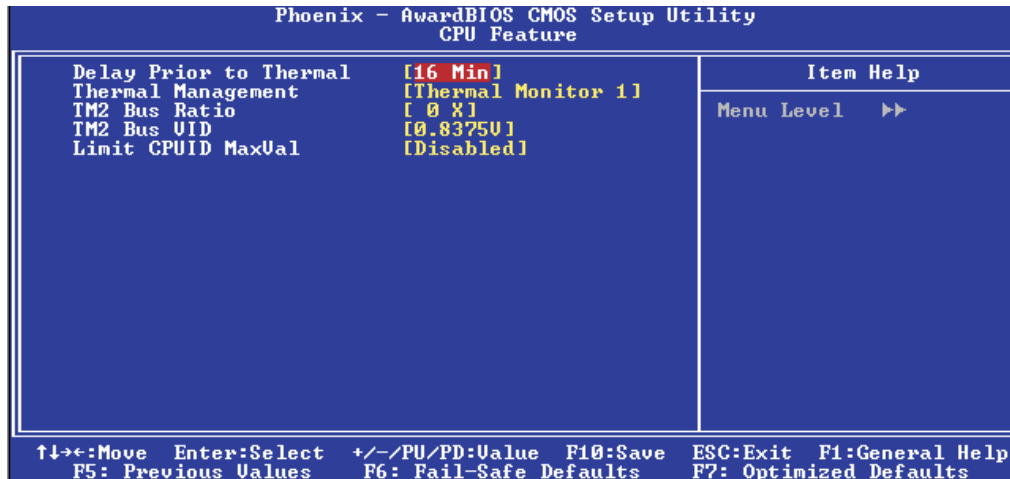 Phoenix - AwardBIOS CMOS Setup Utility
CPU Feature
Delay Prior to Thermal [16 Min]
Thermal Management [Thermal Monitor 1]
TM2 Bus Ratio [ 0 X]
TM2 Bus VID [0.8375V]
Limit CPUID MaxVal [Disabled]
Item Help
Menu Level ▶▶
↑↓→←:Move Enter:Select +/-/PU/PD:Value F10:Save ESC:Exit F1:General Help
F5: Previous Values F6: Fail-Safe Defaults F7: Optimized Defaults